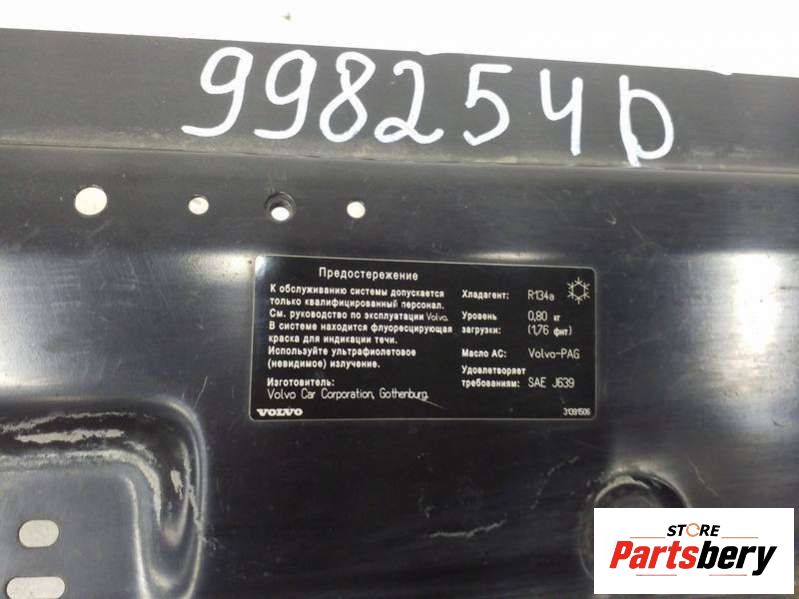 998254D
Предостережение
К обслуживанию системы допускается
только квалифицированный персонал.
См. руководство по эксплуатации Volvo.
В системе находится флуоресцирующая
краска для индикации течи.
Используйте ультрафиолетовое
(невидимое) излучение.
Изготовитель:
Volvo Car Corporation, Gothenburg.
VOLVO
Хладагент: R134a
Уровень 0,80 кг
загрузки: (1,76 фнт)
Масло AC: Volvo-PAG
Удовлетворяет
требованиям: SAE J639
31391506
STORE
Partsbery